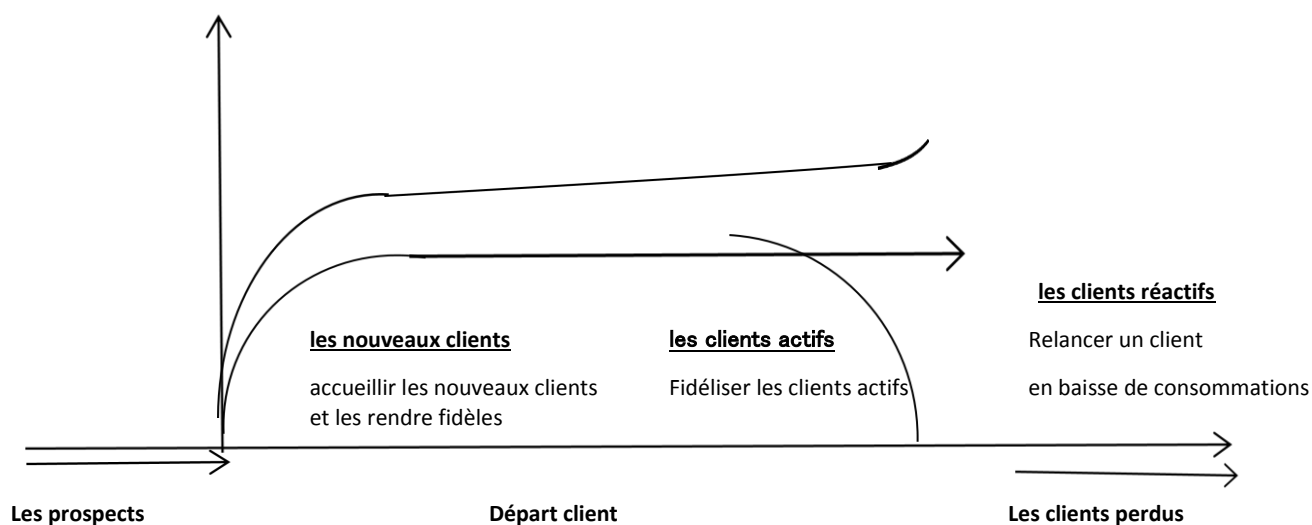 les clients réactifs
les nouveaux clients
les clients actifs
Relancer un client
accueillir les nouveaux clients
et les rendre fidèles
Fidéliser les clients actifs
en baisse de consommations
Les prospects
Départ client
Les clients perdus